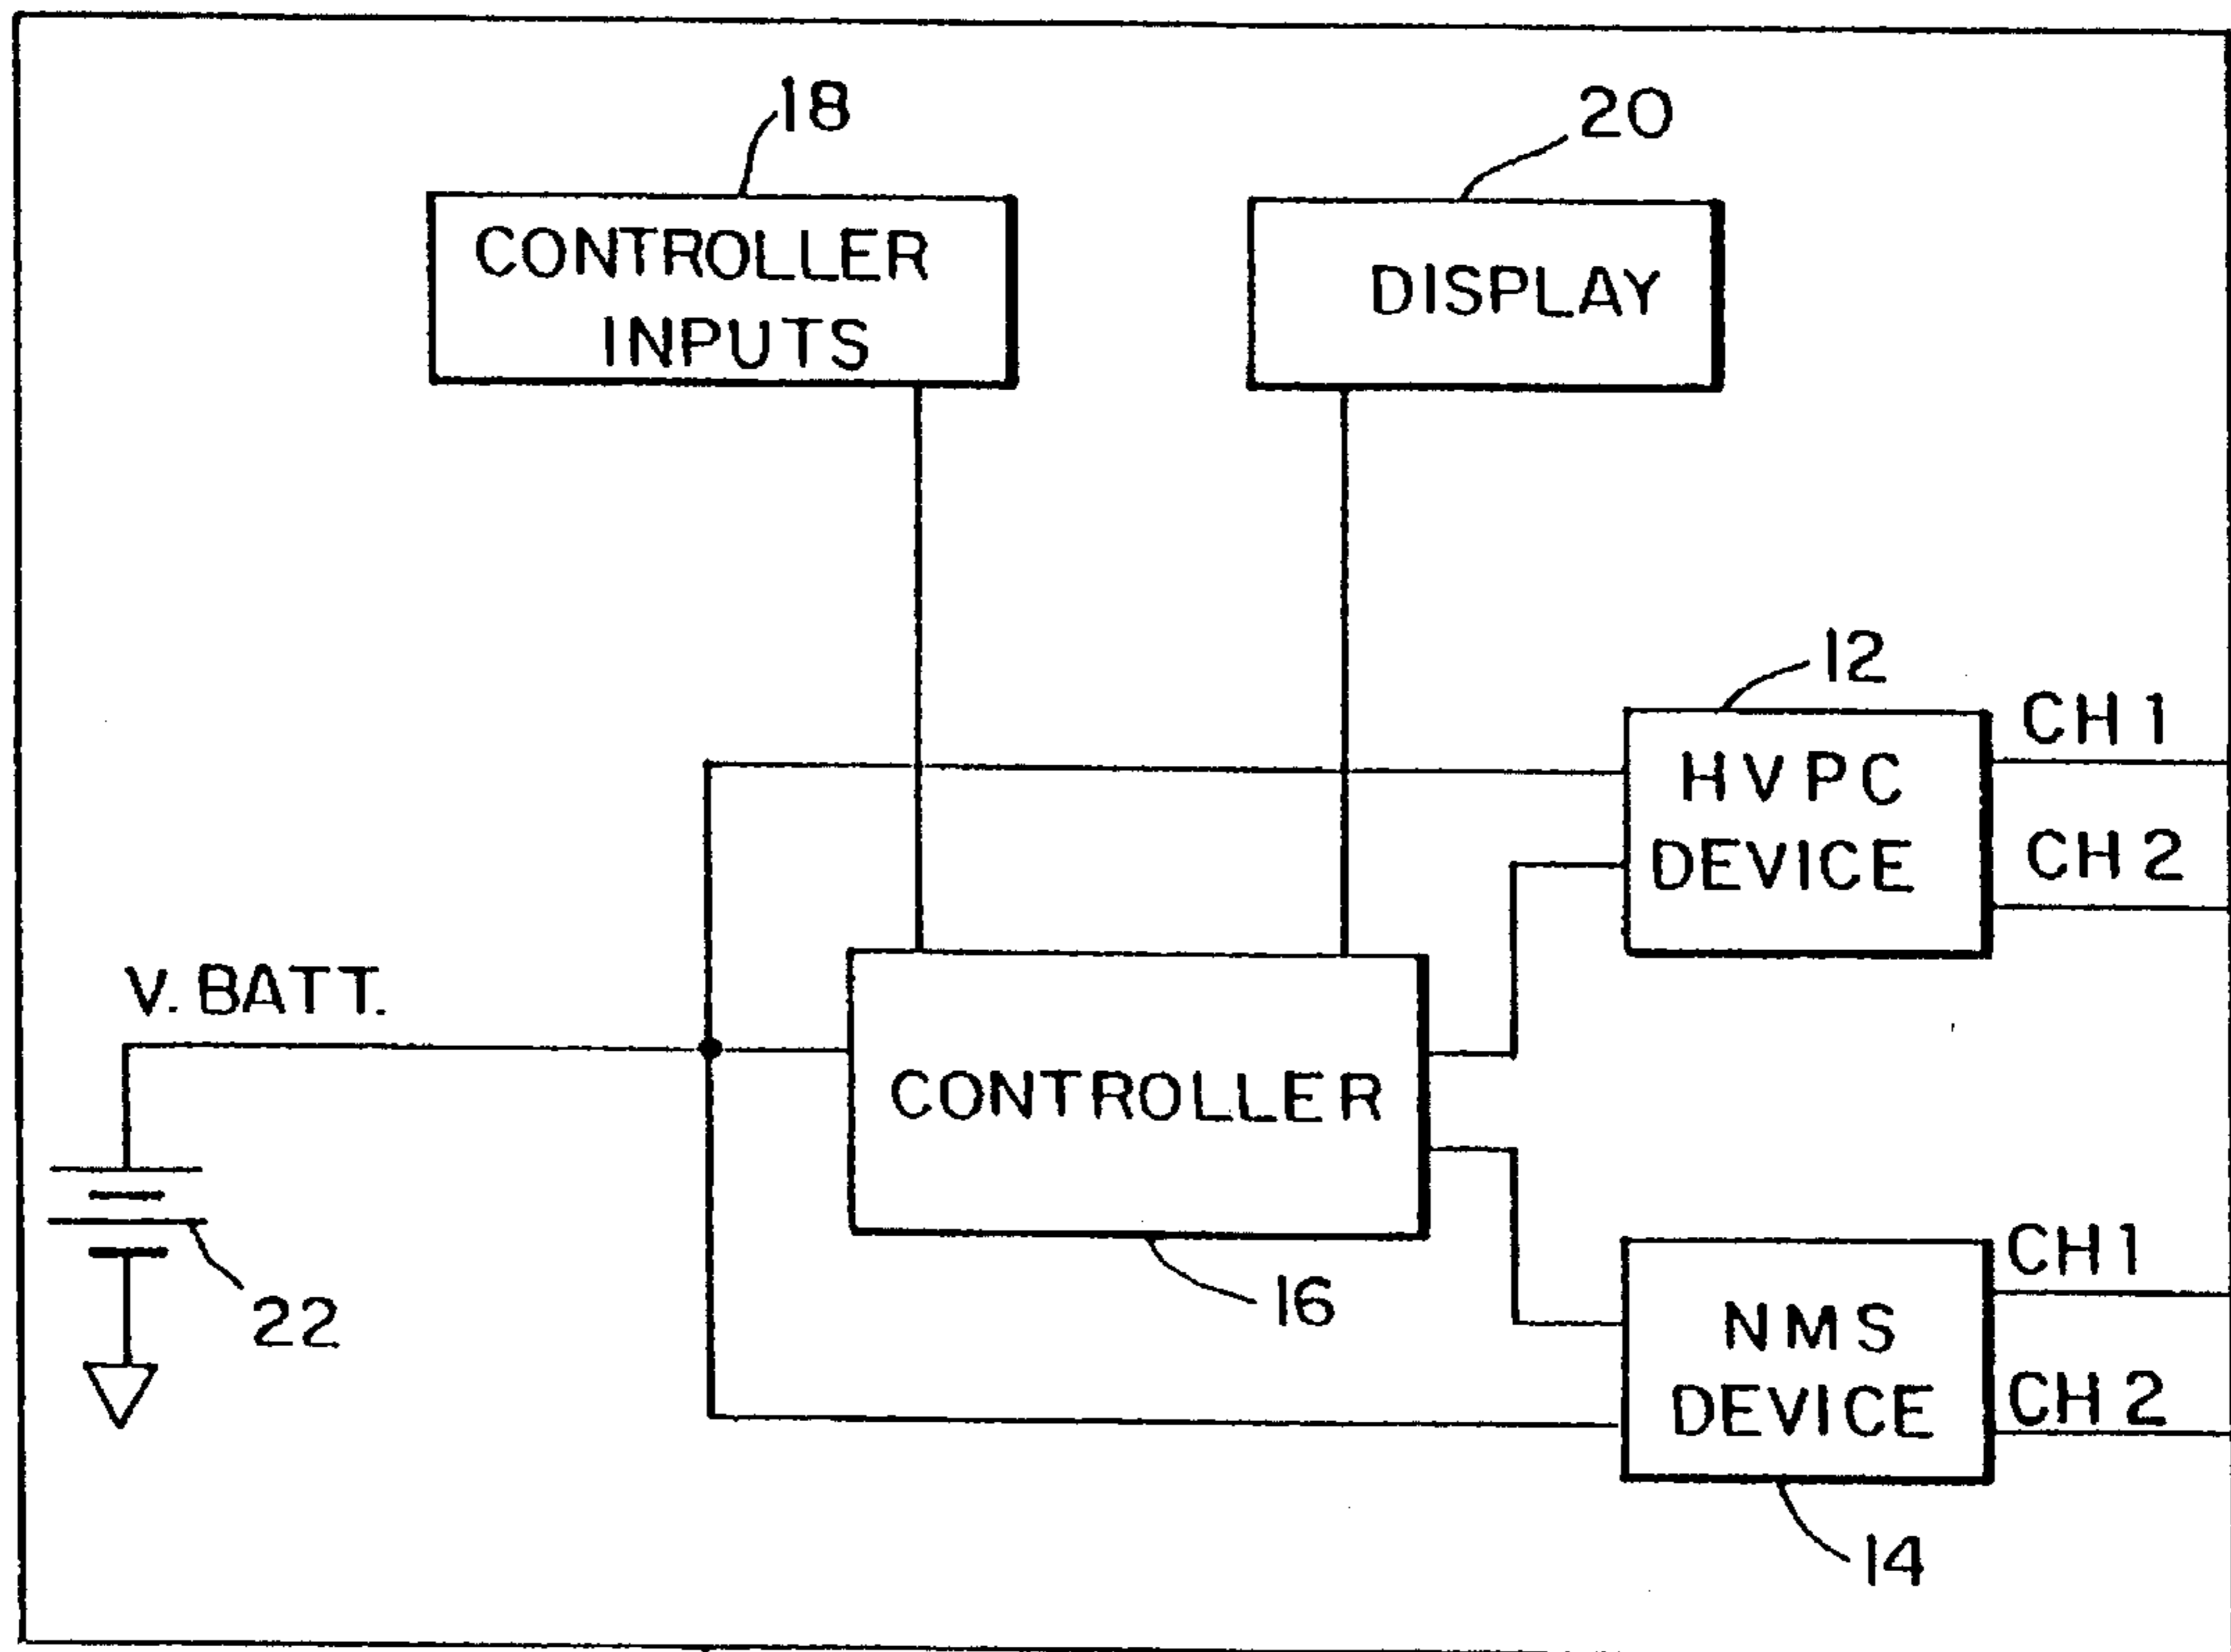 18
20
CONTROLLER
INPUTS
DISPLAY
12
CH 1
HVPC
DEVICE
CH 2
V. BATT.
CONTROLLER
22
16
CH 1
NMS
DEVICE
CH 2
14